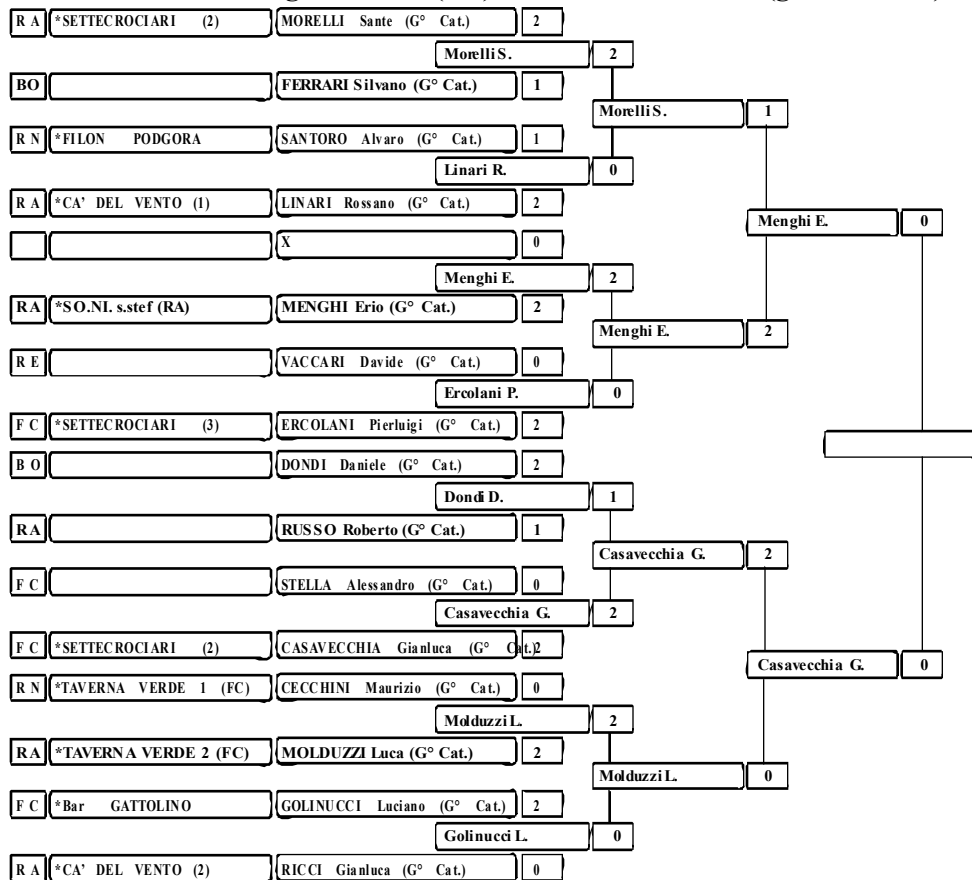 R A *SETTECROCIARI (2) MORELLI Sante (G° Cat.) 2
Morelli S. 2
BO FERRARI Silvano (G° Cat.) 1
Morelli S. 1
R N *FILON PODGORA SANTORO Alvaro (G° Cat.) 1
Linari R. 0
R A *CA' DEL VENTO (1) LINARI Rossano (G° Cat.) 2
Menghi E. 0
X 0
Menghi E. 2
RA *SO.NI. s.stef (RA) MENGHI Erio (G° Cat.) 2
Menghi E. 2
R E VACCARI Davide (G° Cat.) 0
Ercolani P. 0
F C *SETTECROCIARI (3) ERCOLANI Pierluigi (G° Cat.) 2
B O DONDI Daniele (G° Cat.) 2
Dondi D. 1
RA RUSSO Roberto (G° Cat.) 1
Casavecchia G. 2
F C STELLA Alessandro (G° Cat.) 0
Casavecchia G. 2
F C *SETTECROCIARI (2) CASAVECCHIA Gianluca (G° Cat.) 2
Casavecchia G. 0
R N *TAVERNA VERDE 1 (FC) CECCHINI Maurizio (G° Cat.) 0
Molduzzi L. 2
RA *TAVERNA VERDE 2 (FC) MOLDUZZI Luca (G° Cat.) 2
Molduzzi L. 0
F C *Bar GATTOLINO GOLINUCCI Luciano (G° Cat.) 2
Golinucci L. 0
R A *CA' DEL VENTO (2) RICCI Gianluca (G° Cat.) 0